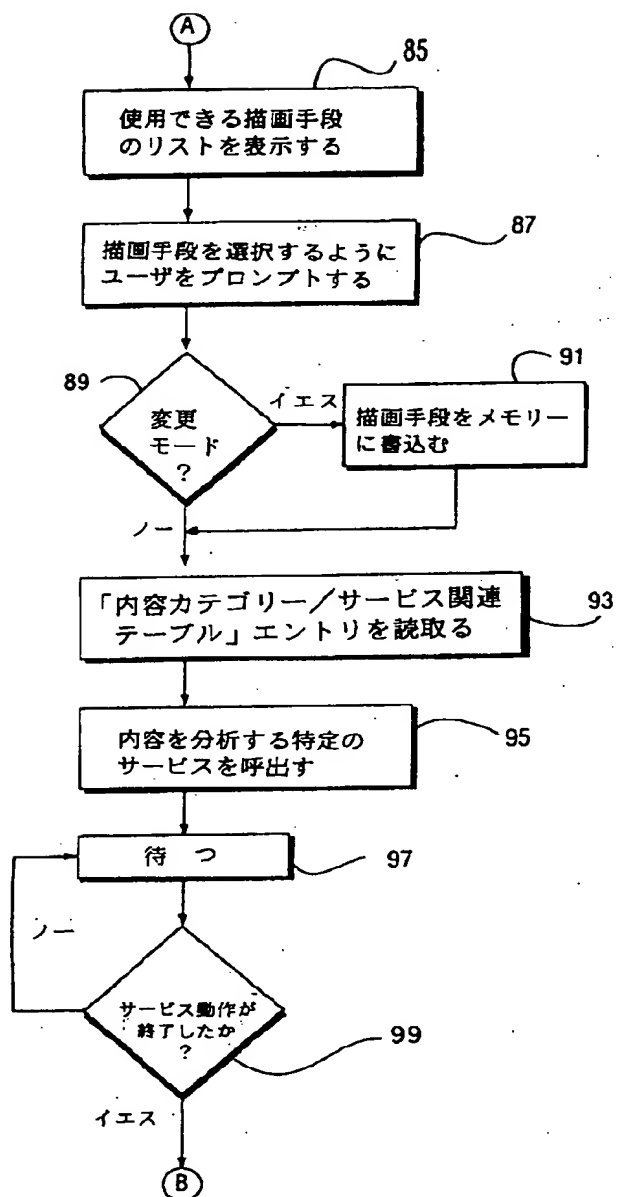 A
85
使用できる描画手段
のリストを表示する
87
描画手段を選択するように
ユーザをプロンプトする
89
変更
モード
?
イエス
91
描画手段をメモリー
に書込む
ノー
「内容カテゴリー／サービス関連
テーブル」エントリを読取る
93
内容を分析する特定の
サービスを呼出す
95
待つ
97
ノー
サービス動作が
終了したか
?
99
イエス
B